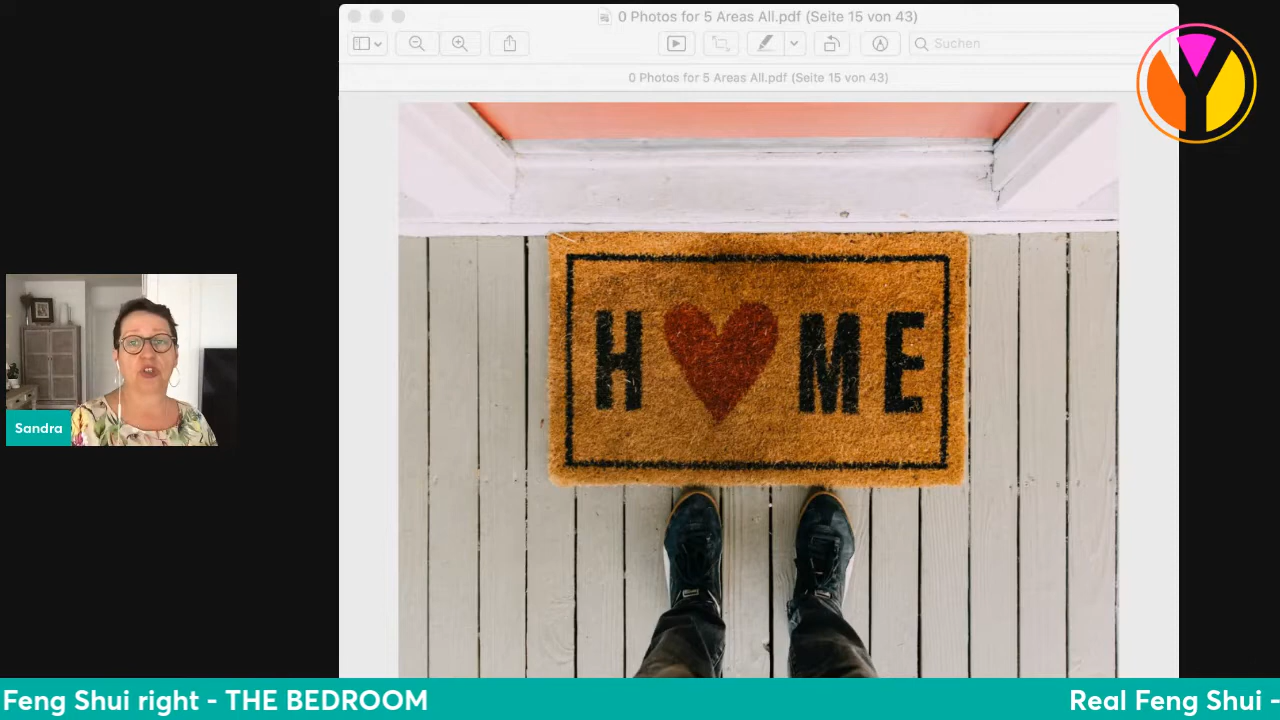 0 Photos for 5 Areas All.pdf (Seite 15 von 43)
Suchen
0 Photos for 5 Areas All.pdf (Seite 15 von 43)
Y
H ME
Sandra
Feng Shui right - THE BEDROOM
Real Feng Shui -